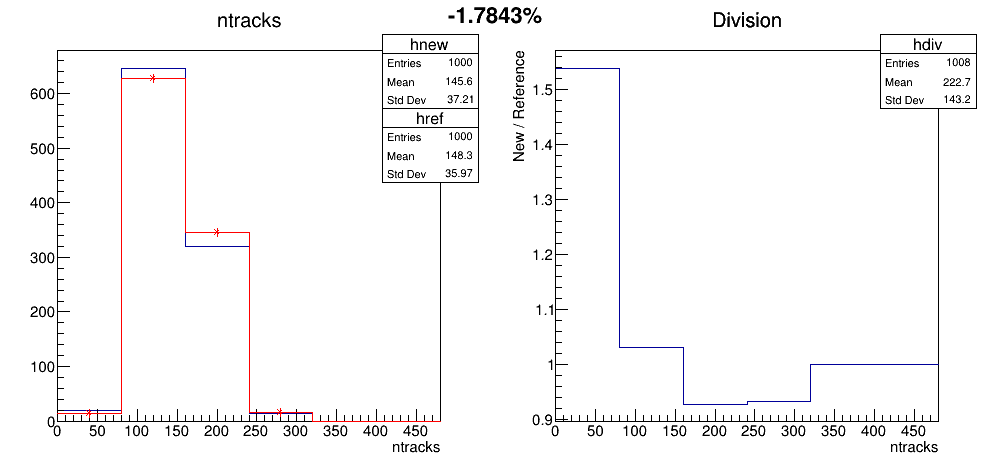 -1.7843%
ntracks
hnew
Entries 1000
Mean 145.6
Std Dev 37.21
href
Entries 1000
Mean 148.3
Std Dev 35.97
600
500
400
300
200
100
0
0 50 100 150 200 250 300 350 400 450
ntracks
Division
hdiv
Entries 1008
Mean 222.7
Std Dev 143.2
New / Reference
1.5
1.4
1.3
1.2
1.1
1
0.9
0 50 100 150 200 250 300 350 400 450
ntracks